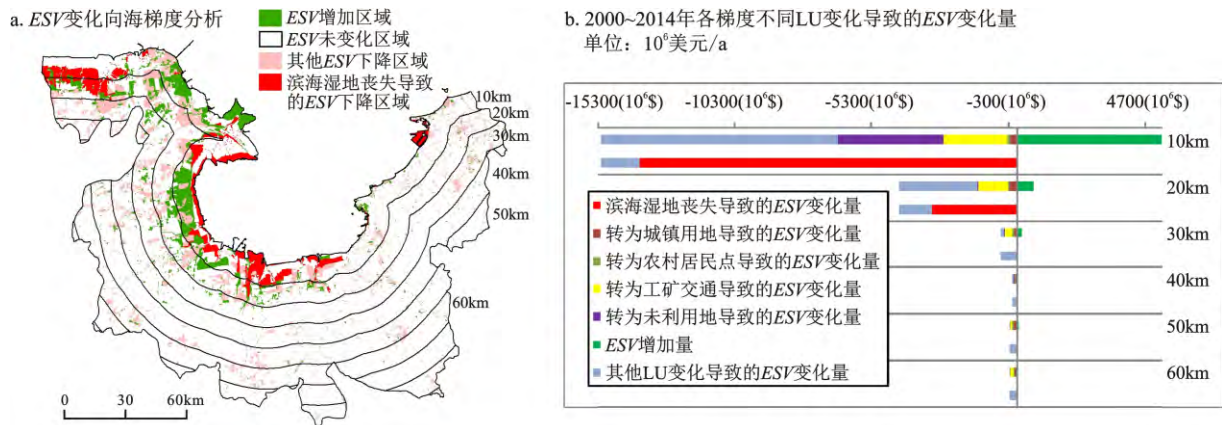 a. ESV变化向海梯度分析
ESV增加区域
ESV未变化区域
其他ESV下降区域
滨海湿地丧失导致
的ESV下降区域
10km
20km
30km
40km
50km
60km
0 30 60km
b. 2000~2014年各梯度不同LU变化导致的ESV变化量
单位：10⁶美元/a
-15300(10⁶$) -10300(10⁶$) -5300(10⁶$) -300(10⁶$) 4700(10⁶$)
10km
20km
30km
40km
50km
60km
滨海湿地丧失导致的ESV变化量
转为城镇用地导致的ESV变化量
转为农村居民点导致的ESV变化量
转为工矿交通导致的ESV变化量
转为未利用地导致的ESV变化量
ESV增加量
其他LU变化导致的ESV变化量